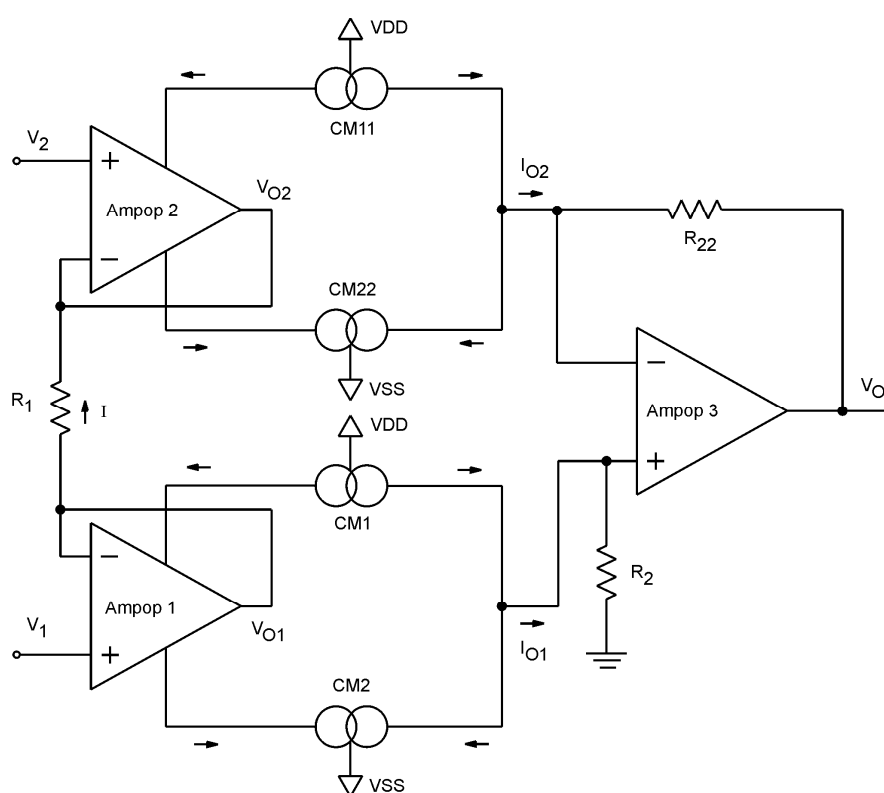 VDD
CM11
V2
+
Ampop 2
VO2
−
IO2
R22
CM22
VSS
R1
I
VDD
−
Ampop 3
VO
+
CM1
−
Ampop 1
V1
+
VO1
R2
IO1
CM2
VSS